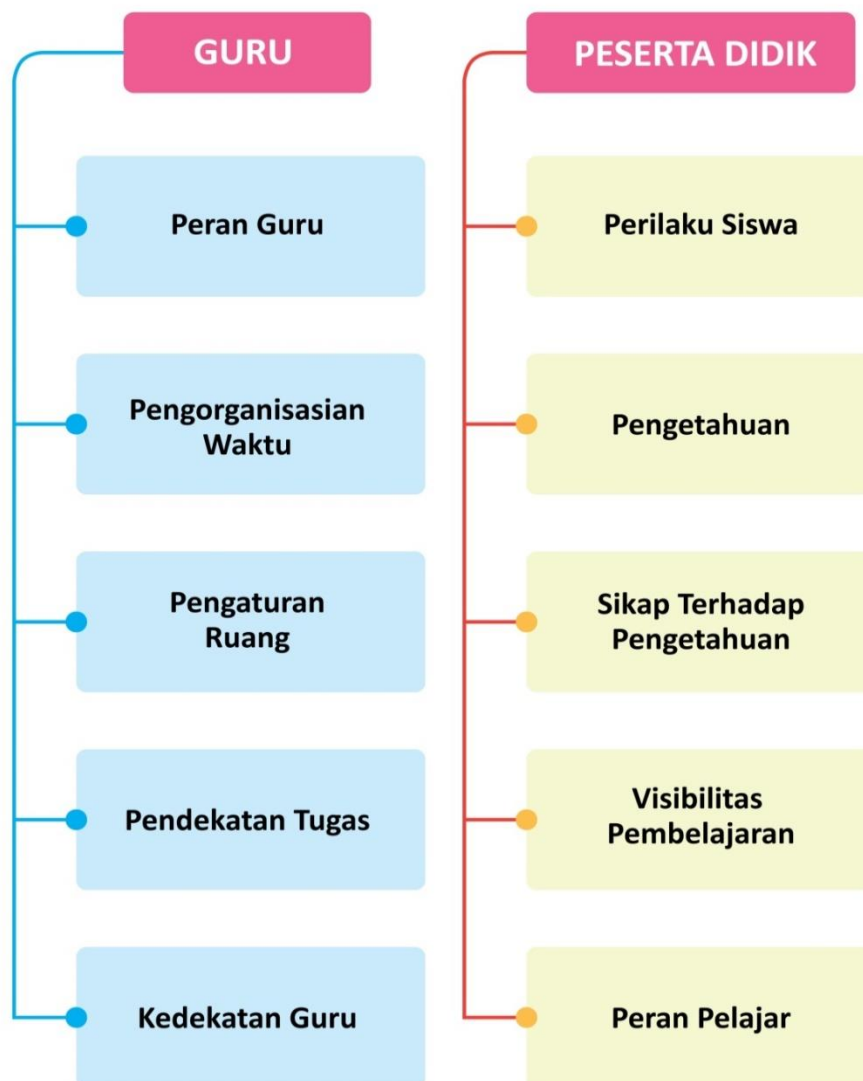 GURU
Peran Guru
Pengorganisasian
Waktu
Pengaturan
Ruang
Pendekatan Tugas
Kedekatan Guru
PESERTA DIDIK
Perilaku Siswa
Pengetahuan
Sikap Terhadap
Pengetahuan
Visibilitas
Pembelajaran
Peran Pelajar